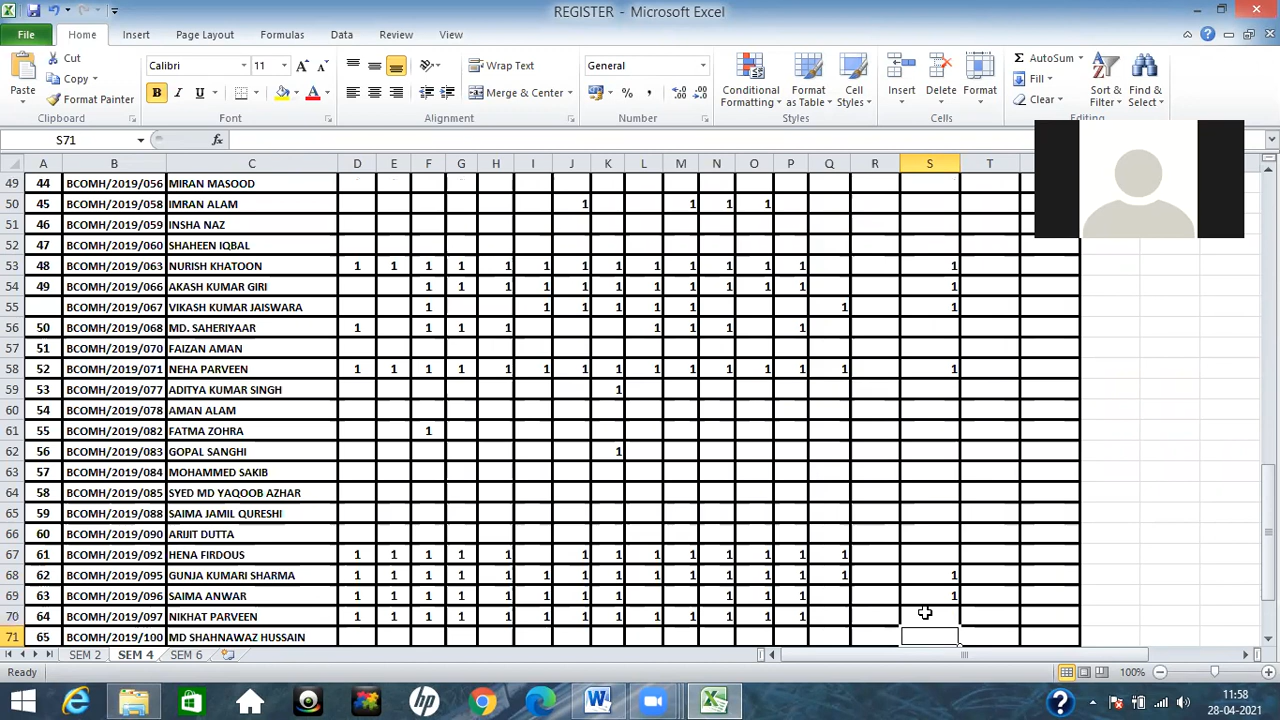 REGISTER - Microsoft Excel
File Home Insert Page Layout Formulas Data Review View
Paste Cut Copy Format Painter Clipboard
Calibri 11 A A B I U A Font
Wrap Text Merge & Center Alignment
General % , Number
Conditional Formatting Format as Table Cell Styles Styles
Insert Delete Format Cells
Σ AutoSum Fill Clear Sort & Filter Find & Select Editing
S71 fx
A B C D E F G H I J K L M N O P Q R S T
49 44 BCOMH/2019/056 MIRAN MASOOD
50 45 BCOMH/2019/058 IMRAN ALAM 1 1 1 1
51 46 BCOMH/2019/059 INSHA NAZ
52 47 BCOMH/2019/060 SHAHEEN IQBAL
53 48 BCOMH/2019/063 NURISH KHATOON 1 1 1 1 1 1 1 1 1 1 1 1 1 1
54 49 BCOMH/2019/066 AKASH KUMAR GIRI 1 1 1 1 1 1 1 1 1 1 1 1
55 BCOMH/2019/067 VIKASH KUMAR JAISWARA 1 1 1 1 1 1 1 1
56 50 BCOMH/2019/068 MD. SAHERIYAAR 1 1 1 1 1 1 1 1
57 51 BCOMH/2019/070 FAIZAN AMAN
58 52 BCOMH/2019/071 NEHA PARVEEN 1 1 1 1 1 1 1 1 1 1 1 1 1 1 1
59 53 BCOMH/2019/077 ADITYA KUMAR SINGH 1
60 54 BCOMH/2019/078 AMAN ALAM
61 55 BCOMH/2019/082 FATMA ZOHRA 1
62 56 BCOMH/2019/083 GOPAL SANGHI 1
63 57 BCOMH/2019/084 MOHAMMED SAKIB
64 58 BCOMH/2019/085 SYED MD YAQOOB AZHAR
65 59 BCOMH/2019/088 SAIMA JAMIL QURESHI
66 60 BCOMH/2019/090 ARIJIT DUTTA
67 61 BCOMH/2019/092 HENA FIRDOUS 1 1 1 1 1 1 1 1 1 1 1 1 1
68 62 BCOMH/2019/095 GUNJA KUMARI SHARMA 1 1 1 1 1 1 1 1 1 1 1 1 1 1 1
69 63 BCOMH/2019/096 SAIMA ANWAR 1 1 1 1 1 1 1 1 1 1 1 1
70 64 BCOMH/2019/097 NIKHAT PARVEEN 1 1 1 1 1 1 1 1 1 1 1 1 1
71 65 BCOMH/2019/100 MD SHAHNAWAZ HUSSAIN
SEM 2 SEM 4 SEM 6
Ready 100%
11:58
28-04-2021